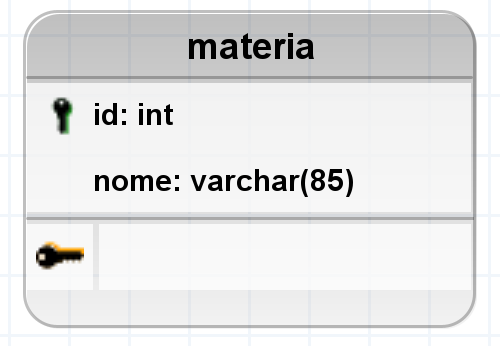 materia
id: int
nome: varchar(85)